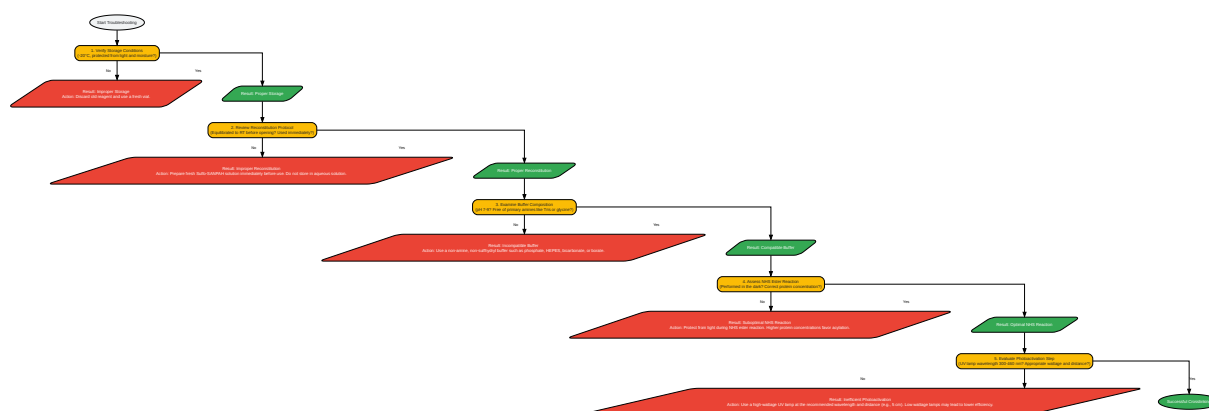 Start Troubleshooting
1. Verify Storage Conditions
(-20°C, protected from light and moisture?)
No
Yes
Result: Improper Storage
Action: Discard old reagent and use a fresh vial.
Result: Proper Storage
2. Review Reconstitution Protocol
(Equilibrated to RT before opening? Used immediately?)
No
Yes
Result: Improper Reconstitution
Action: Prepare fresh Sulfo-SANPAH solution immediately before use. Do not store in aqueous solution.
Result: Proper Reconstitution
3. Examine Buffer Composition
(pH 7-9? Free of primary amines like Tris or glycine?)
No
Yes
Result: Incompatible Buffer
Action: Use a non-amine, non-sulfhydryl buffer such as phosphate, HEPES, bicarbonate, or borate.
Result: Compatible Buffer
4. Assess NHS Ester Reaction
(Performed in the dark? Correct protein concentration?)
No
Yes
Result: Suboptimal NHS Reaction
Action: Protect from light during NHS ester reaction. Higher protein concentrations favor acylation.
Result: Optimal NHS Reaction
5. Evaluate Photoactivation Step
(UV lamp wavelength 300-460 nm? Appropriate wattage and distance?)
No
Yes
Result: Inefficient Photoactivation
Action: Use a high-wattage UV lamp at the recommended wavelength and distance (e.g., 5 cm). Low-wattage lamps may lead to lower efficiency.
Successful